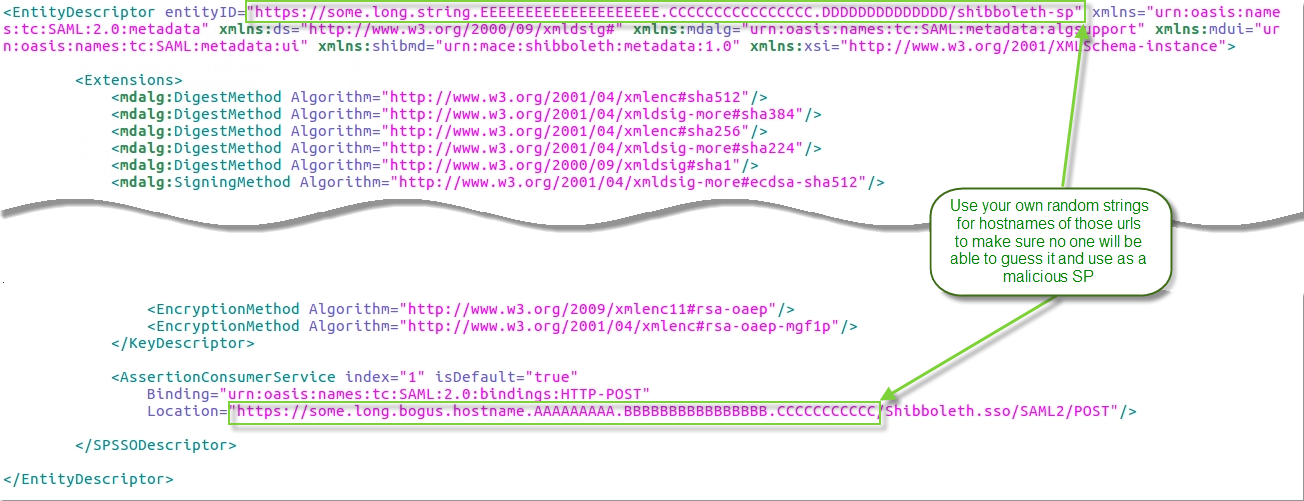 <EntityDescriptor entityID="https://some.long.string.EEEEEEEEEEEEEEEEEEEE.CCCCCCCCCCCCCCCC.DDDDDDDDDDDDDD/shibboleth-sp" xmlns="urn:oasis:name
s:tc:SAML:2.0:metadata" xmlns:ds="http://www.w3.org/2000/09/xmldsig#" xmlns:mdalg="urn:oasis:names:tc:SAML:metadata:algsupport" xmlns:mdui="ur
n:oasis:names:tc:SAML:metadata:ui" xmlns:shibmd="urn:mace:shibboleth:metadata:1.0" xmlns:xsi="http://www.w3.org/2001/XMLSchema-instance">
<Extensions>
<mdalg:DigestMethod Algorithm="http://www.w3.org/2001/04/xmlenc#sha512"/>
<mdalg:DigestMethod Algorithm="http://www.w3.org/2001/04/xmldsig-more#sha384"/>
<mdalg:DigestMethod Algorithm="http://www.w3.org/2001/04/xmlenc#sha256"/>
<mdalg:DigestMethod Algorithm="http://www.w3.org/2001/04/xmldsig-more#sha224"/>
<mdalg:DigestMethod Algorithm="http://www.w3.org/2000/09/xmldsig#sha1"/>
<mdalg:SigningMethod Algorithm="http://www.w3.org/2001/04/xmldsig-more#ecdsa-sha512"/>
Use your own random strings
for hostnames of those urls
to make sure no one will be
able to guess it and use as a
malicious SP
<EncryptionMethod Algorithm="http://www.w3.org/2009/xmlenc11#rsa-oaep"/>
<EncryptionMethod Algorithm="http://www.w3.org/2001/04/xmlenc#rsa-oaep-mgf1p"/>
</KeyDescriptor>
<AssertionConsumerService index="1" isDefault="true"
Binding="urn:oasis:names:tc:SAML:2.0:bindings:HTTP-POST"
Location="https://some.long.bogus.hostname.AAAAAAAAA.BBBBBBBBBBBBBBBB.CCCCCCCCCCC/Shibboleth.sso/SAML2/POST"/>
</SPSSODescriptor>
</EntityDescriptor>